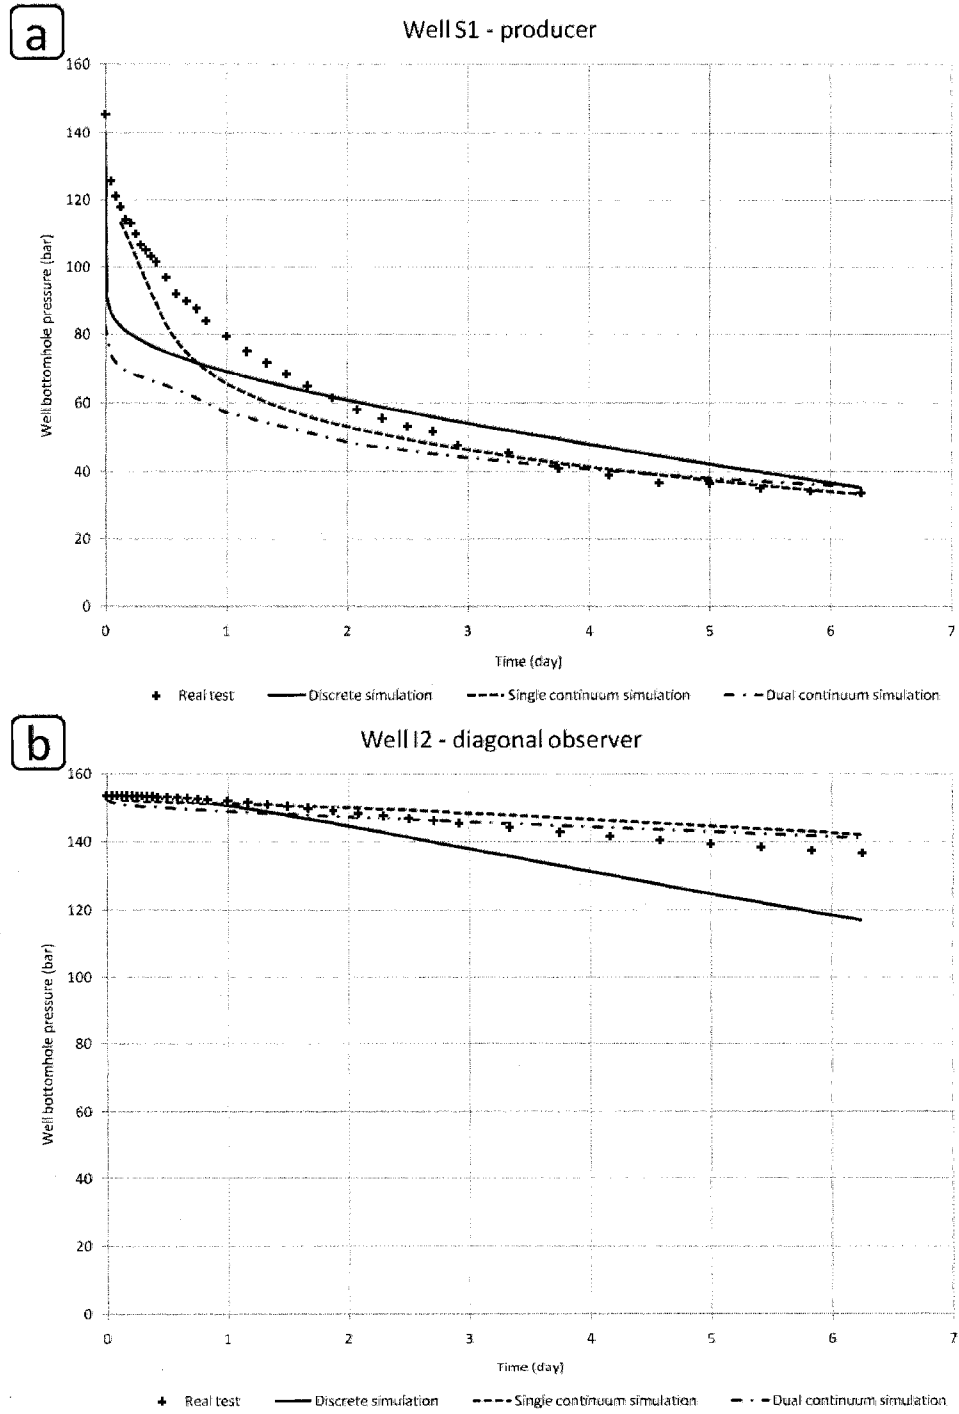 a
Well S1 - producer
160
140
120
100
80
60
40
20
0
Well bottomhole pressure (bar)
0 1 2 3 4 5 6 7
Time (day)
Real test Discrete simulation Single continuum simulation Dual continuum simulation
b
Well I2 - diagonal observer
160
140
120
100
80
60
40
20
0
Well bottomhole pressure (bar)
0 1 2 3 4 5 6 7
Time (day)
Real test Discrete simulation Single continuum simulation Dual continuum simulation